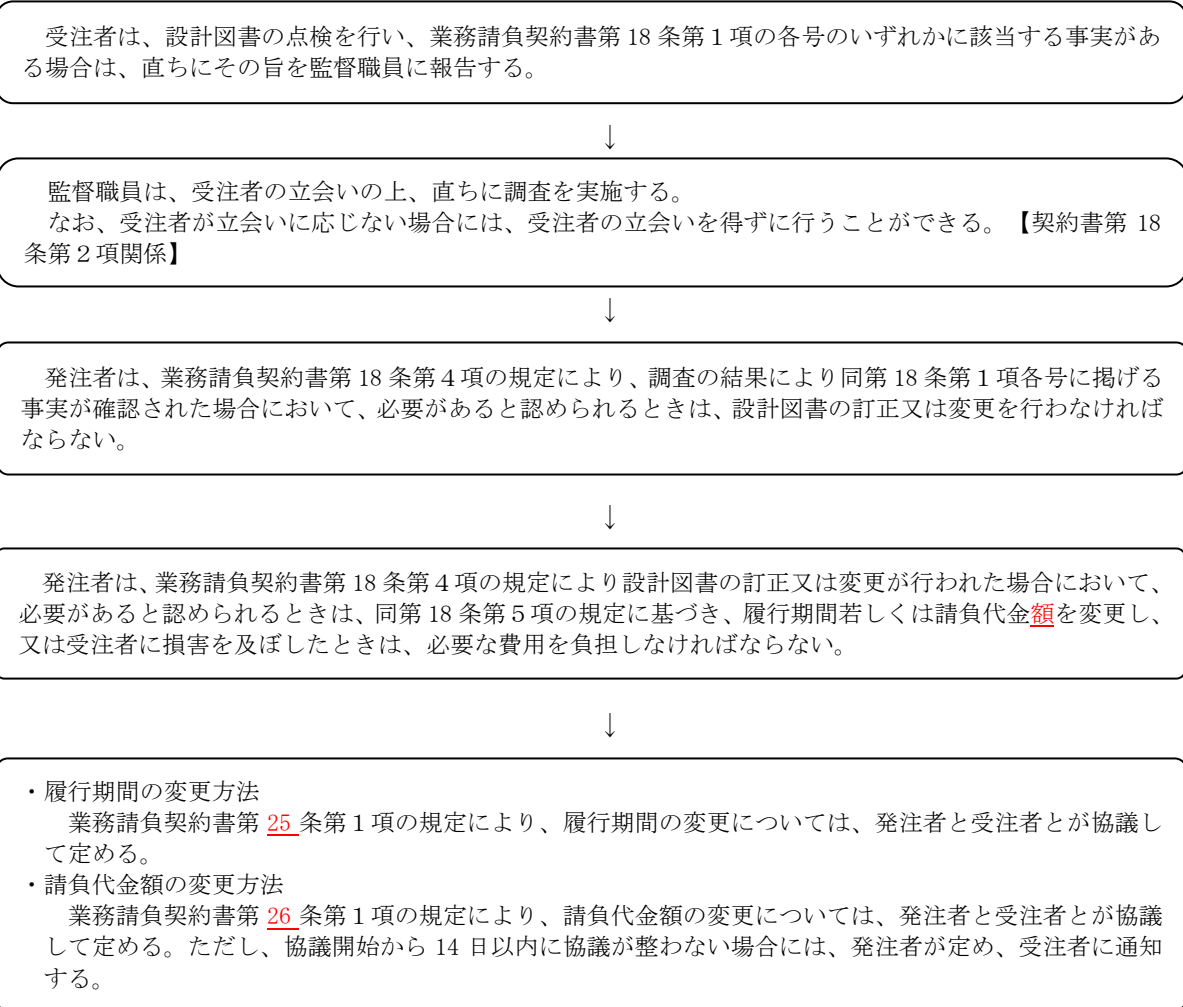 受注者は、設計図書の点検を行い、業務請負契約書第 18 条第１項の各号のいずれかに該当する事実があ
る場合は、直ちにその旨を監督職員に報告する。
↓
監督職員は、受注者の立会いの上、直ちに調査を実施する。
なお、受注者が立会いに応じない場合には、受注者の立会いを得ずに行うことができる。【契約書第 18
条第２項関係】
↓
発注者は、業務請負契約書第 18 条第４項の規定により、調査の結果により同第 18 条第１項各号に掲げる
事実が確認された場合において、必要があると認められるときは、設計図書の訂正又は変更を行わなければ
ならない。
↓
発注者は、業務請負契約書第 18 条第４項の規定により設計図書の訂正又は変更が行われた場合において、
必要があると認められるときは、同第 18 条第５項の規定に基づき、履行期間若しくは請負代金額を変更し、
又は受注者に損害を及ぼしたときは、必要な費用を負担しなければならない。
↓
・履行期間の変更方法
業務請負契約書第 25 条第１項の規定により、履行期間の変更については、発注者と受注者とが協議し
て定める。
・請負代金額の変更方法
業務請負契約書第 26 条第１項の規定により、請負代金額の変更については、発注者と受注者とが協議
して定める。ただし、協議開始から 14 日以内に協議が整わない場合には、発注者が定め、受注者に通知
する。